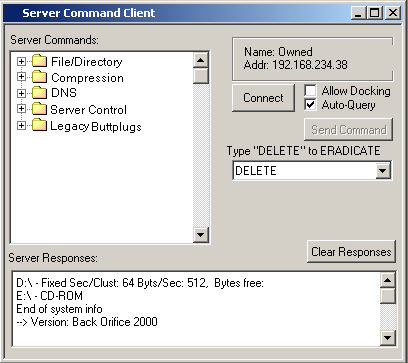 Server Command Client
Server Commands:
File/Directory
Compression
DNS
Server Control
Legacy Buttplugs
Name: Owned
Addr: 192.168.234.38
Connect
Allow Docking
Auto-Query
Send Command
Type "DELETE" to ERADICATE
DELETE
Server Responses:
Clear Responses
D:\ - Fixed Sec/Clust: 64 Byts/Sec: 512, Bytes free:
E:\ - CD-ROM
End of system info
--> Version: Back Orifice 2000